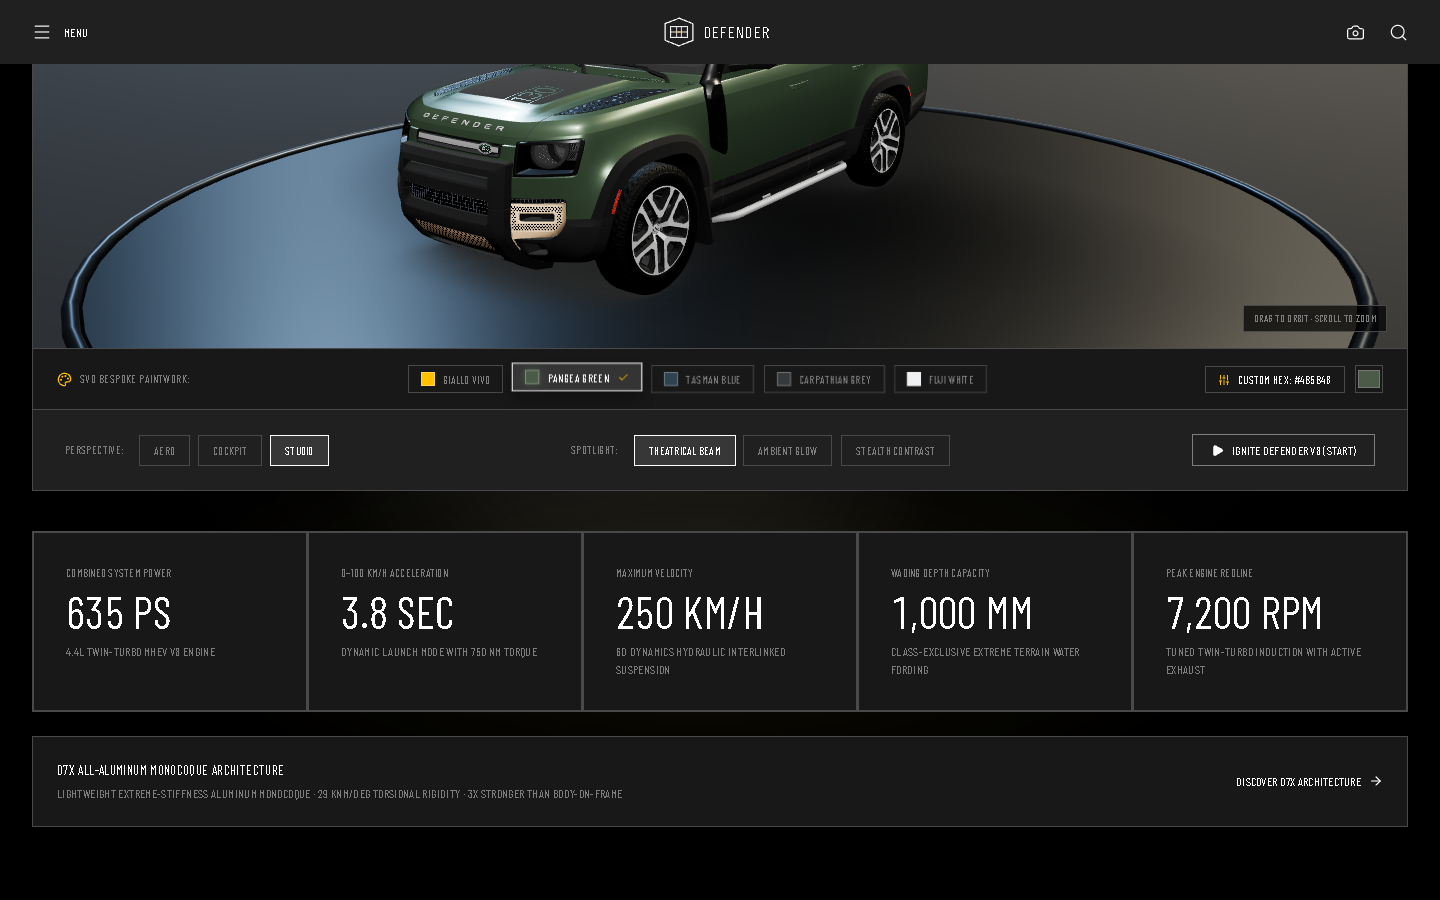 MENU
DEFENDER
DEFENDER
DRAG TO ORBIT · SCROLL TO ZOOM
SVO BESPOKE PAINTWORK:
GIALLO VIVO
PANGEA GREEN
TASMAN BLUE
CARPATHIAN GREY
FUJI WHITE
CUSTOM HEX: #4B5B4G
PERSPECTIVE:
AERO
COCKPIT
STUDIO
SPOTLIGHT:
THEATRICAL BEAM
AMBIENT GLOW
STEALTH CONTRAST
IGNITE DEFENDER V8 (START)
COMBINED SYSTEM POWER
635 PS
4.4L TWIN-TURBO MHEV V8 ENGINE
0-100 KM/H ACCELERATION
3.8 SEC
DYNAMIC LAUNCH MODE WITH 750 NM TORQUE
MAXIMUM VELOCITY
250 KM/H
6D DYNAMICS HYDRAULIC INTERLINKED
SUSPENSION
WADING DEPTH CAPACITY
1,000 MM
CLASS-EXCLUSIVE EXTREME TERRAIN WATER
FORDING
PEAK ENGINE REDLINE
7,200 RPM
TUNED TWIN-TURBO INDUCTION WITH ACTIVE
EXHAUST
D7X ALL-ALUMINUM MONOCOQUE ARCHITECTURE
LIGHTWEIGHT EXTREME-STIFFNESS ALUMINUM MONOCOQUE · 29 KNM/DEG TORSIONAL RIGIDITY · 3X STRONGER THAN BODY-ON-FRAME
DISCOVER D7X ARCHITECTURE